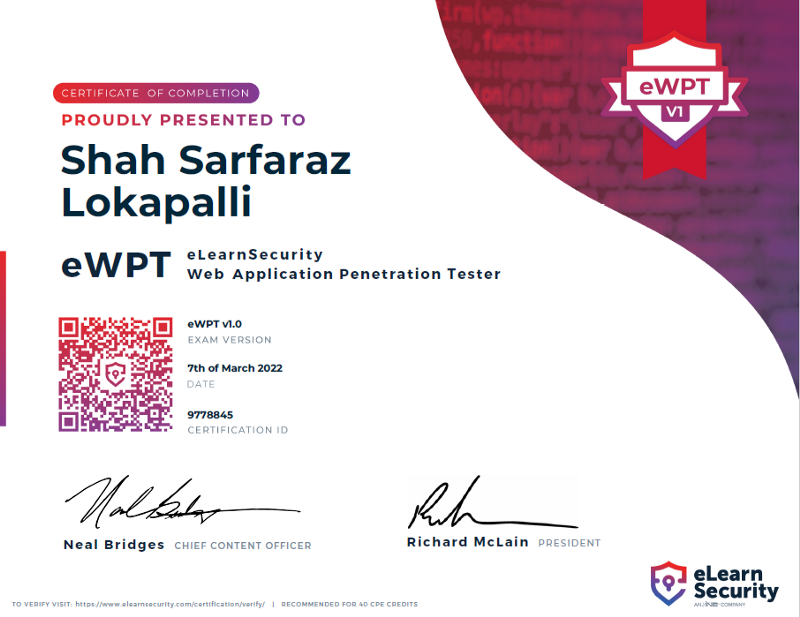 eWPT
V1
CERTIFICATE OF COMPLETION
PROUDLY PRESENTED TO
Shah Sarfaraz
Lokapalli
eWPT
eLearnSecurity
Web Application Penetration Tester
eWPT v1.0
EXAM VERSION
7th of March 2022
DATE
9778845
CERTIFICATION ID
Neal Bridges CHIEF CONTENT OFFICER
Richard McLain PRESIDENT
eLearn
Security
AN INE COMPANY
TO VERIFY VISIT: https://www.elearnsecurity.com/certification/verify/ | RECOMMENDED FOR 40 CPE CREDITS